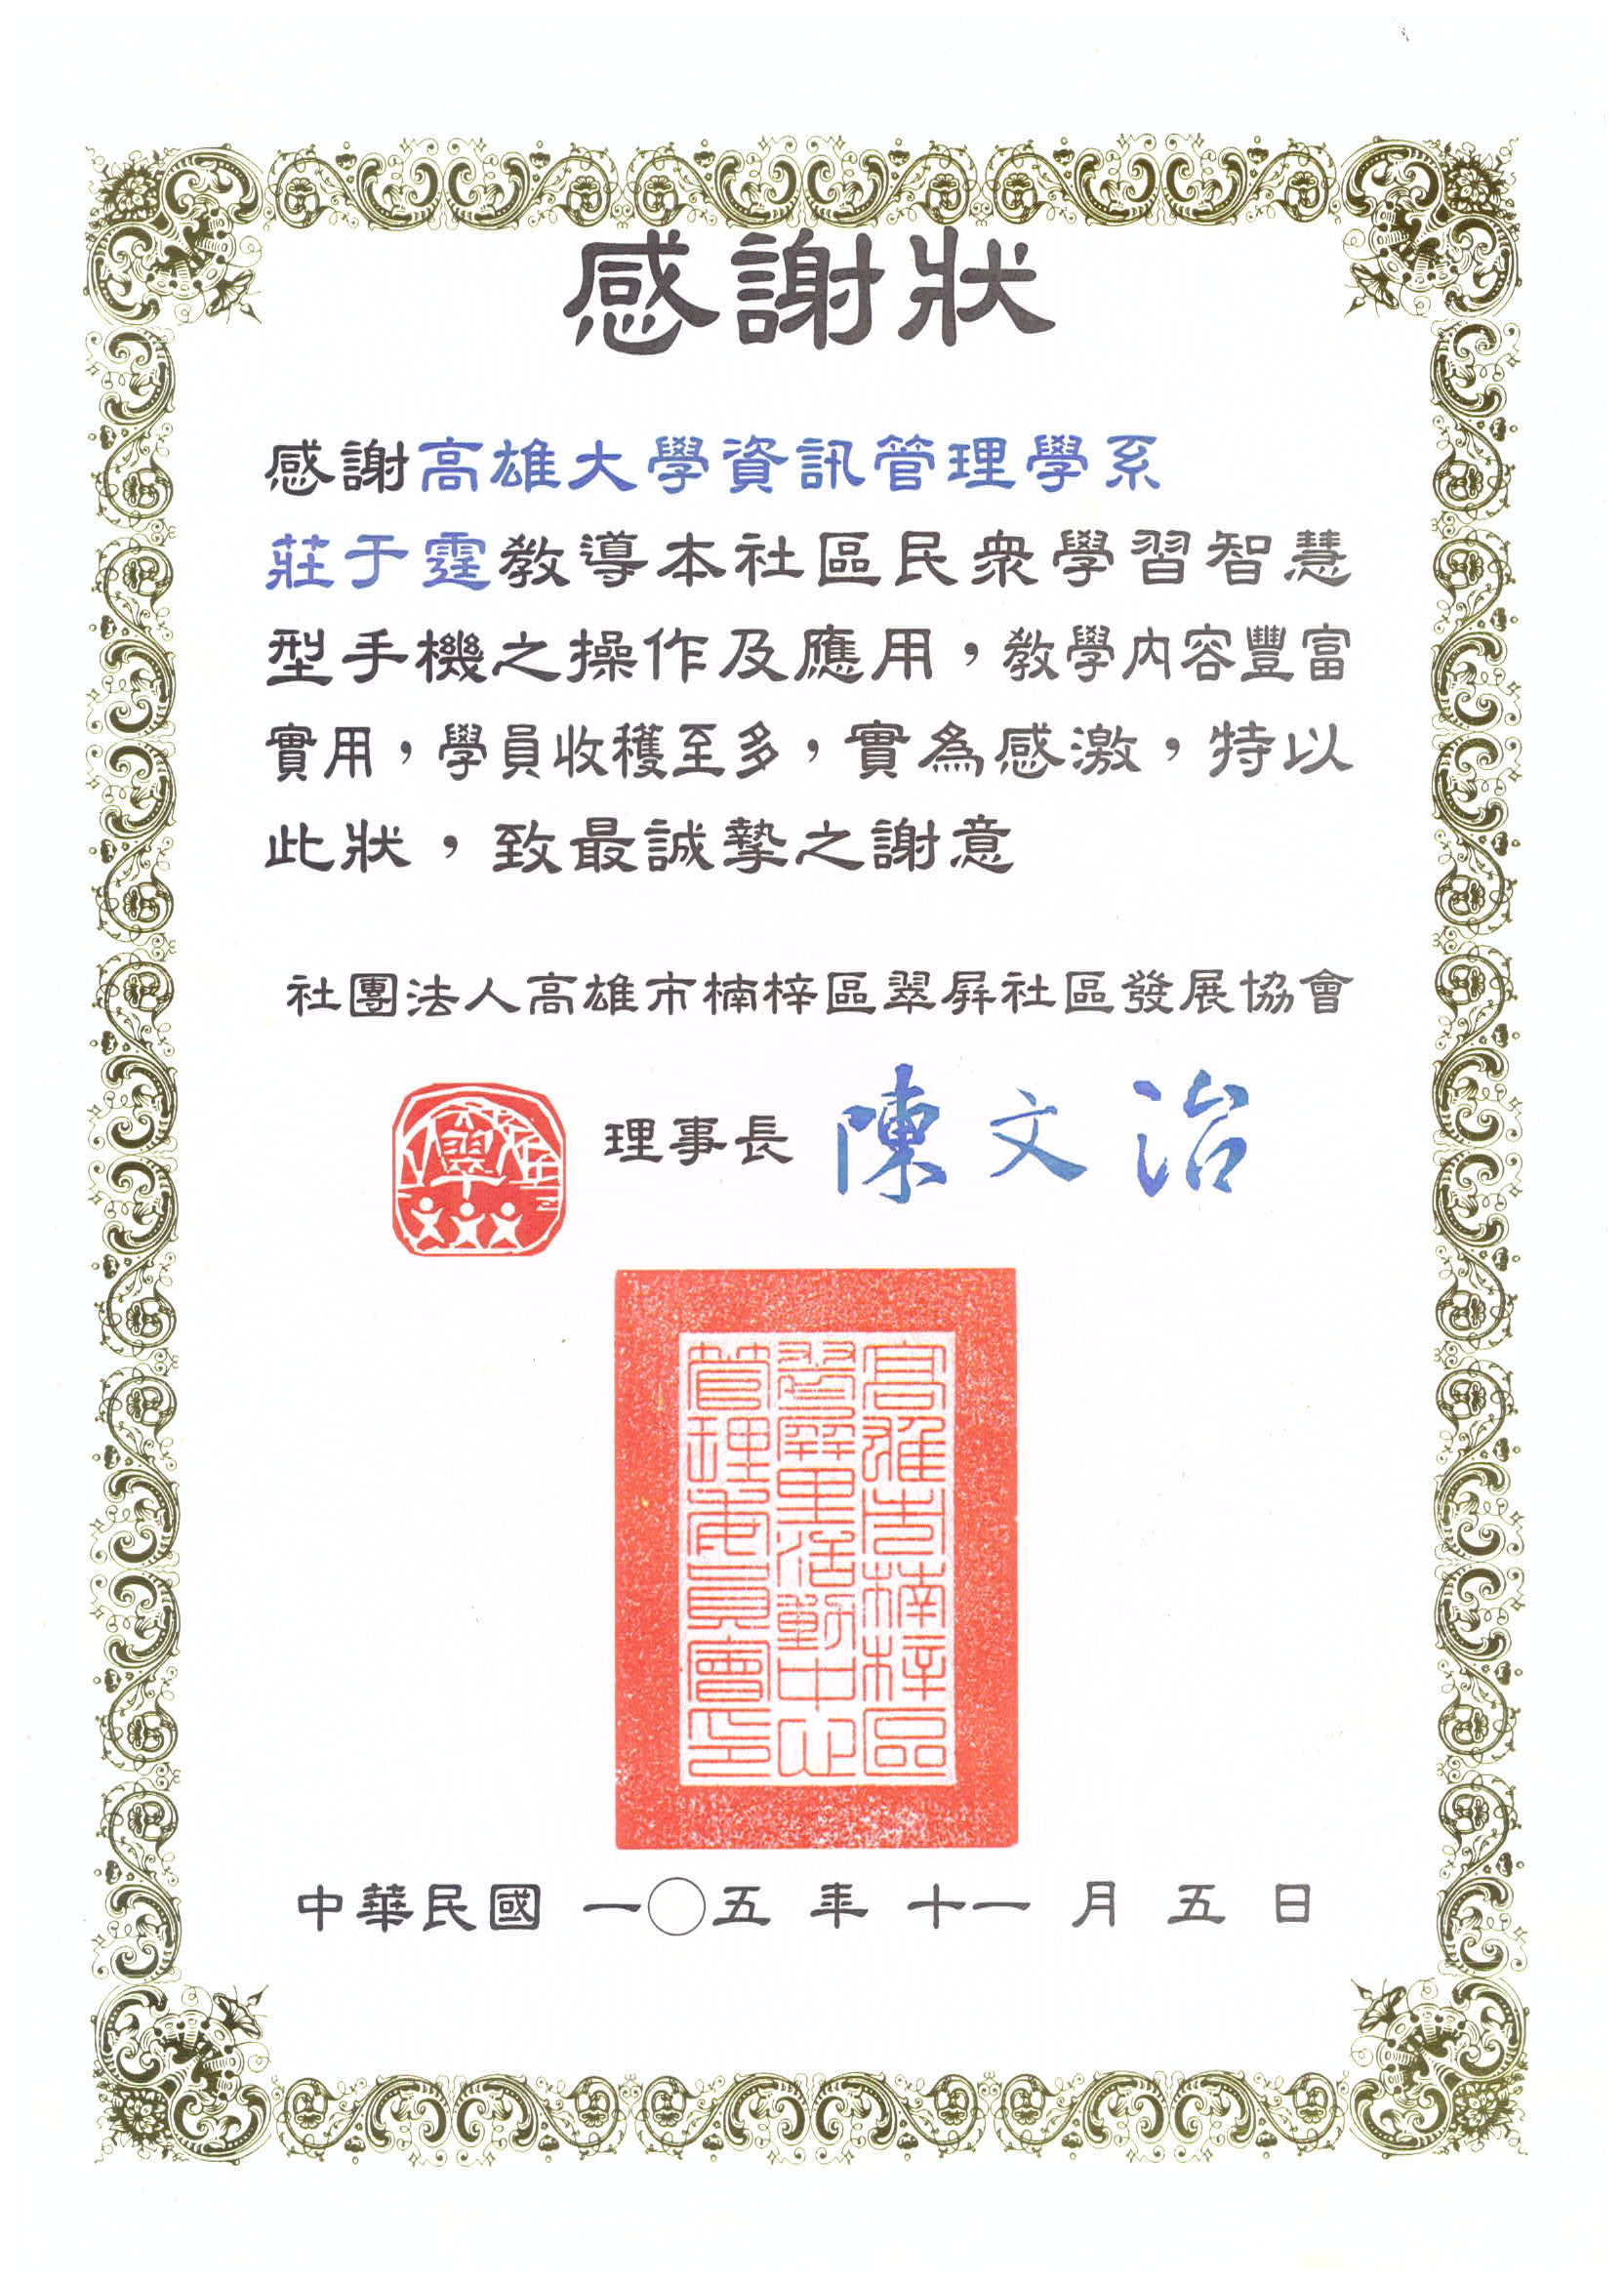 感謝狀
感謝高雄大學資訊管理學系
莊于霆教導本社區民衆學習智慧
型手機之操作及應用，教學內容豐富
實用，學員收穫至多，實為感激，特以
此狀，致最誠摯之謝意
社團法人高雄市楠梓區翠屏社區發展協會
理事長 陳文治
高雄市楠梓區
翠屏里活動中心
管理委員會印
中華民國 一〇五 年 十一 月 五 日